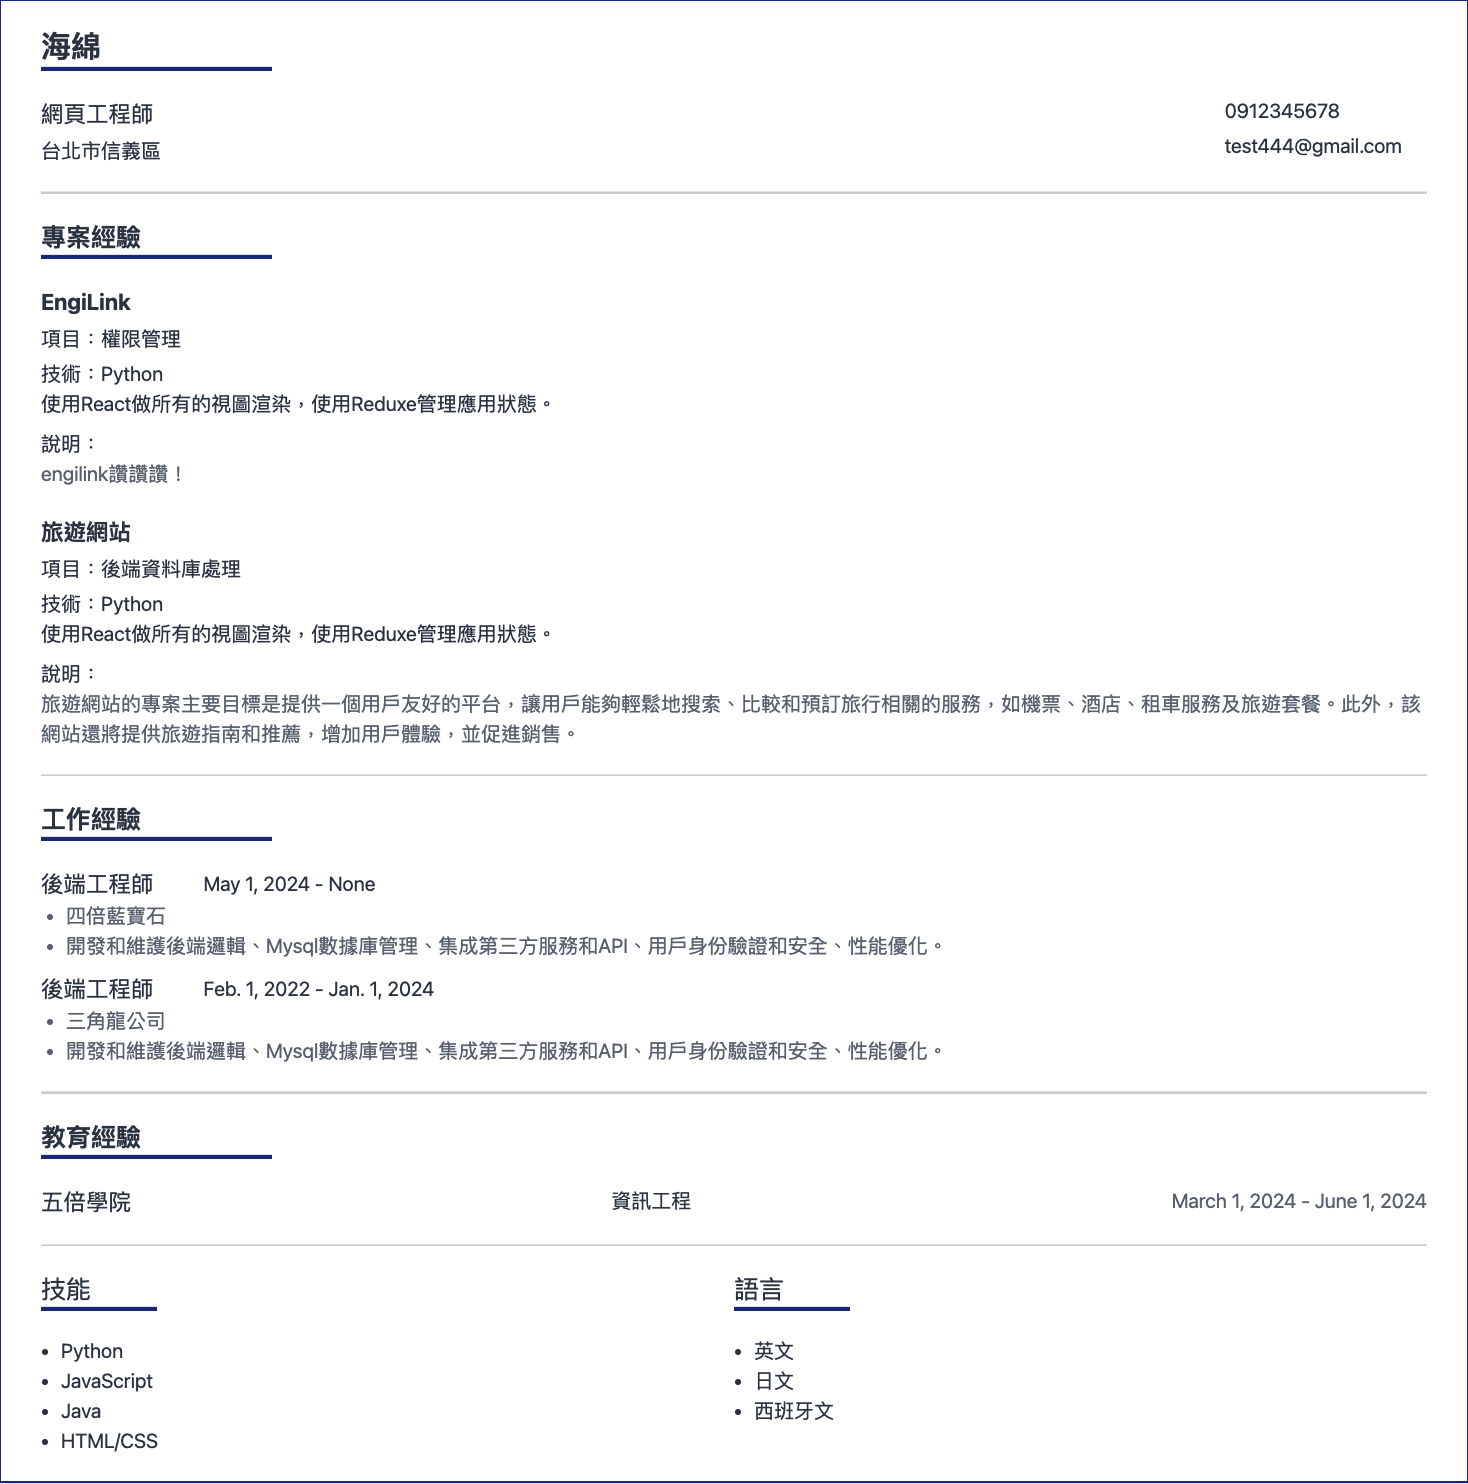 海綿
網頁工程師
台北市信義區
0912345678
test444@gmail.com
專案經驗
EngiLink
項目：權限管理
技術：Python
使用React做所有的視圖渲染，使用Reduxe管理應用狀態。
說明：
engilink讚讚讚！
旅遊網站
項目：後端資料庫處理
技術：Python
使用React做所有的視圖渲染，使用Reduxe管理應用狀態。
說明：
旅遊網站的專案主要目標是提供一個用戶友好的平台，讓用戶能夠輕鬆地搜索、比較和預訂旅行相關的服務，如機票、酒店、租車服務及旅遊套餐。此外，該
網站還將提供旅遊指南和推薦，增加用戶體驗，並促進銷售。
工作經驗
後端工程師 May 1, 2024 - None
• 四倍藍寶石
• 開發和維護後端邏輯、Mysql數據庫管理、集成第三方服務和API、用戶身份驗證和安全、性能優化。
後端工程師 Feb. 1, 2022 - Jan. 1, 2024
• 三角龍公司
• 開發和維護後端邏輯、Mysql數據庫管理、集成第三方服務和API、用戶身份驗證和安全、性能優化。
教育經驗
五倍學院 資訊工程 March 1, 2024 - June 1, 2024
技能
• Python
• JavaScript
• Java
• HTML/CSS
語言
• 英文
• 日文
• 西班牙文